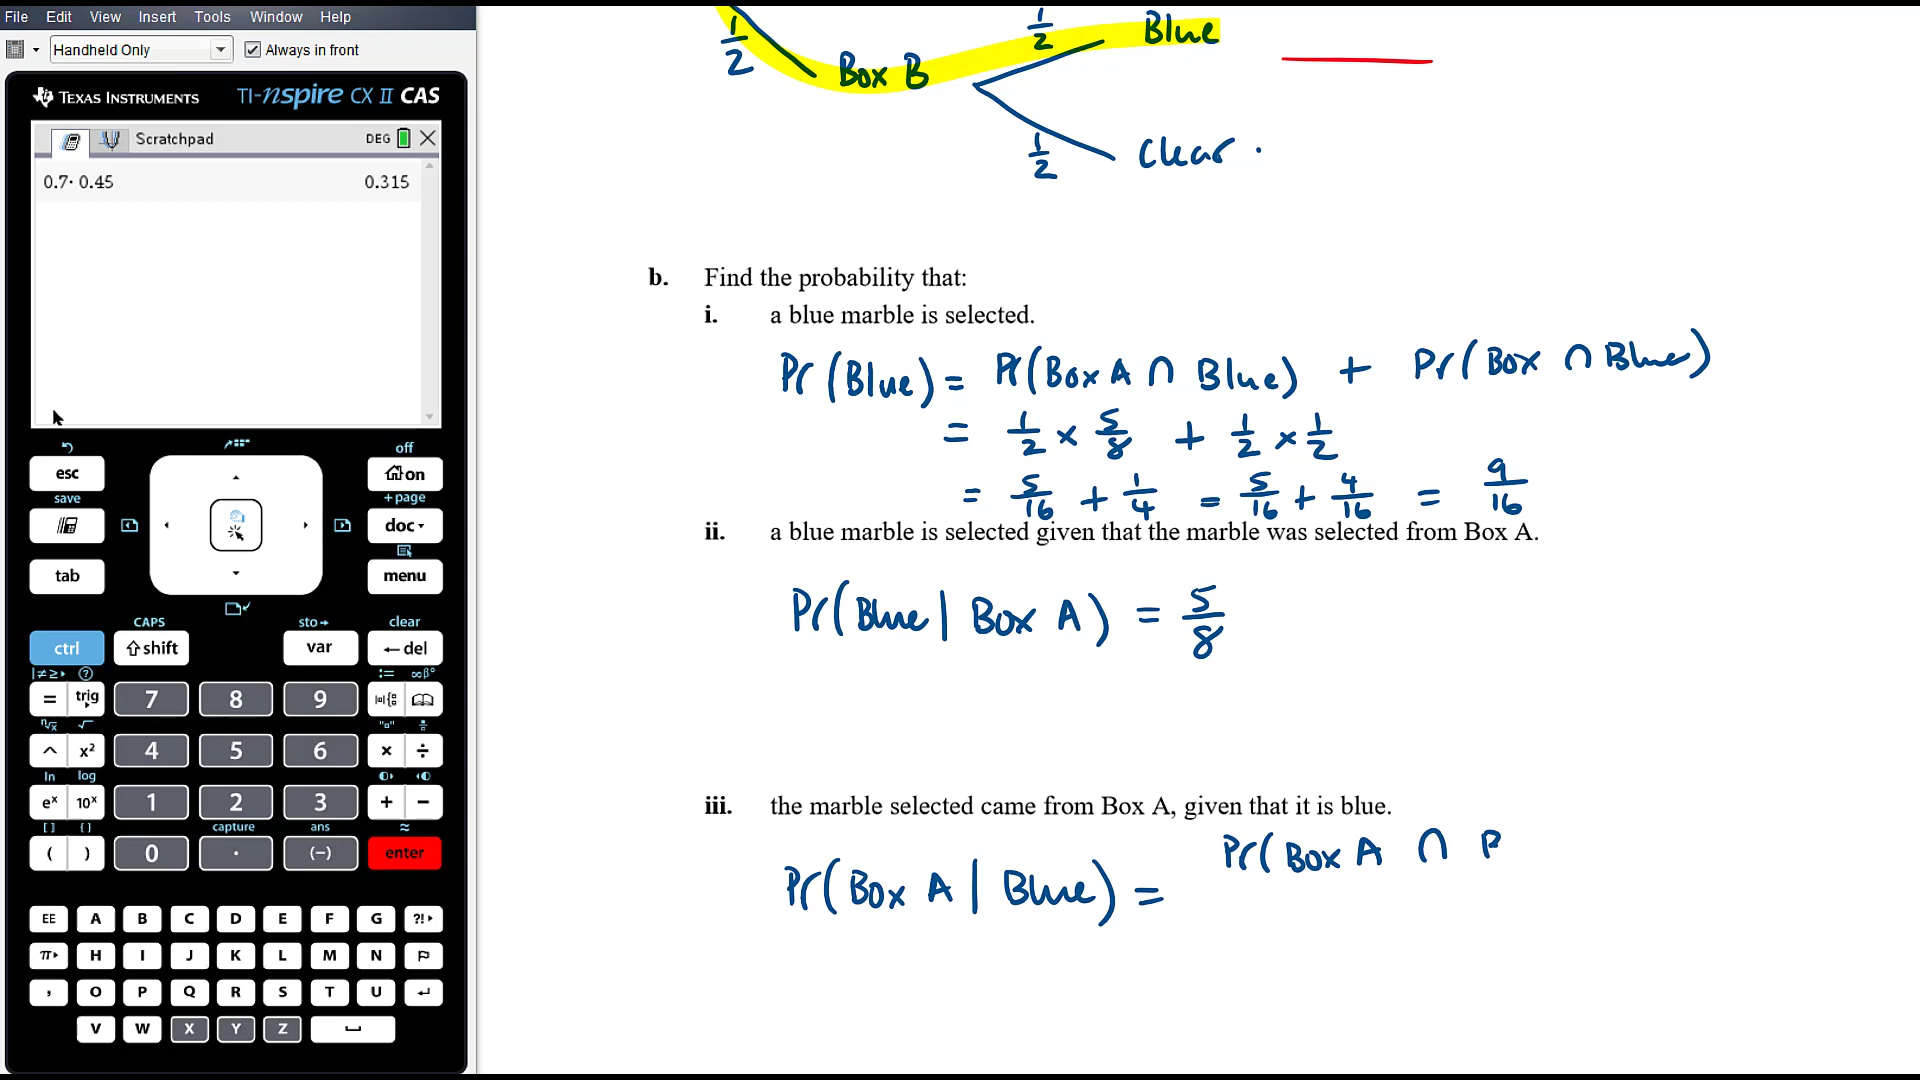 File Edit View Insert Tools Window Help
Handheld Only Always in front
TEXAS INSTRUMENTS TI-nspire CX II CAS
Scratchpad DEG
0.7· 0.45 0.315
off
esc on
save + page
doc
tab menu
CAPS sto→ clear
ctrl ⇧shift var ←del
|≠≥▸ ? := ∞β°
= trig 7 8 9
ⁿ√x √
^ x² 4 5 6 × ÷
ln log
eˣ 10ˣ 1 2 3 + −
[ ] { } capture ans ≈
( ) 0 . (−) enter
EE A B C D E F G ?!▸
π▸ H I J K L M N
, O P Q R S T U ↵
V W X Y Z
1/2 Box B 1/2 Blue
1/2 Clear .
b. Find the probability that:
i. a blue marble is selected.
Pr(Blue) = Pr(Box A ∩ Blue) + Pr(Box ∩ Blue)
= 1/2 × 5/8 + 1/2 × 1/2
= 5/16 + 1/4 = 5/16 + 4/16 = 9/16
ii. a blue marble is selected given that the marble was selected from Box A.
Pr(Blue | Box A) = 5/8
iii. the marble selected came from Box A, given that it is blue.
Pr(Box A ∩
Pr(Box A | Blue) =